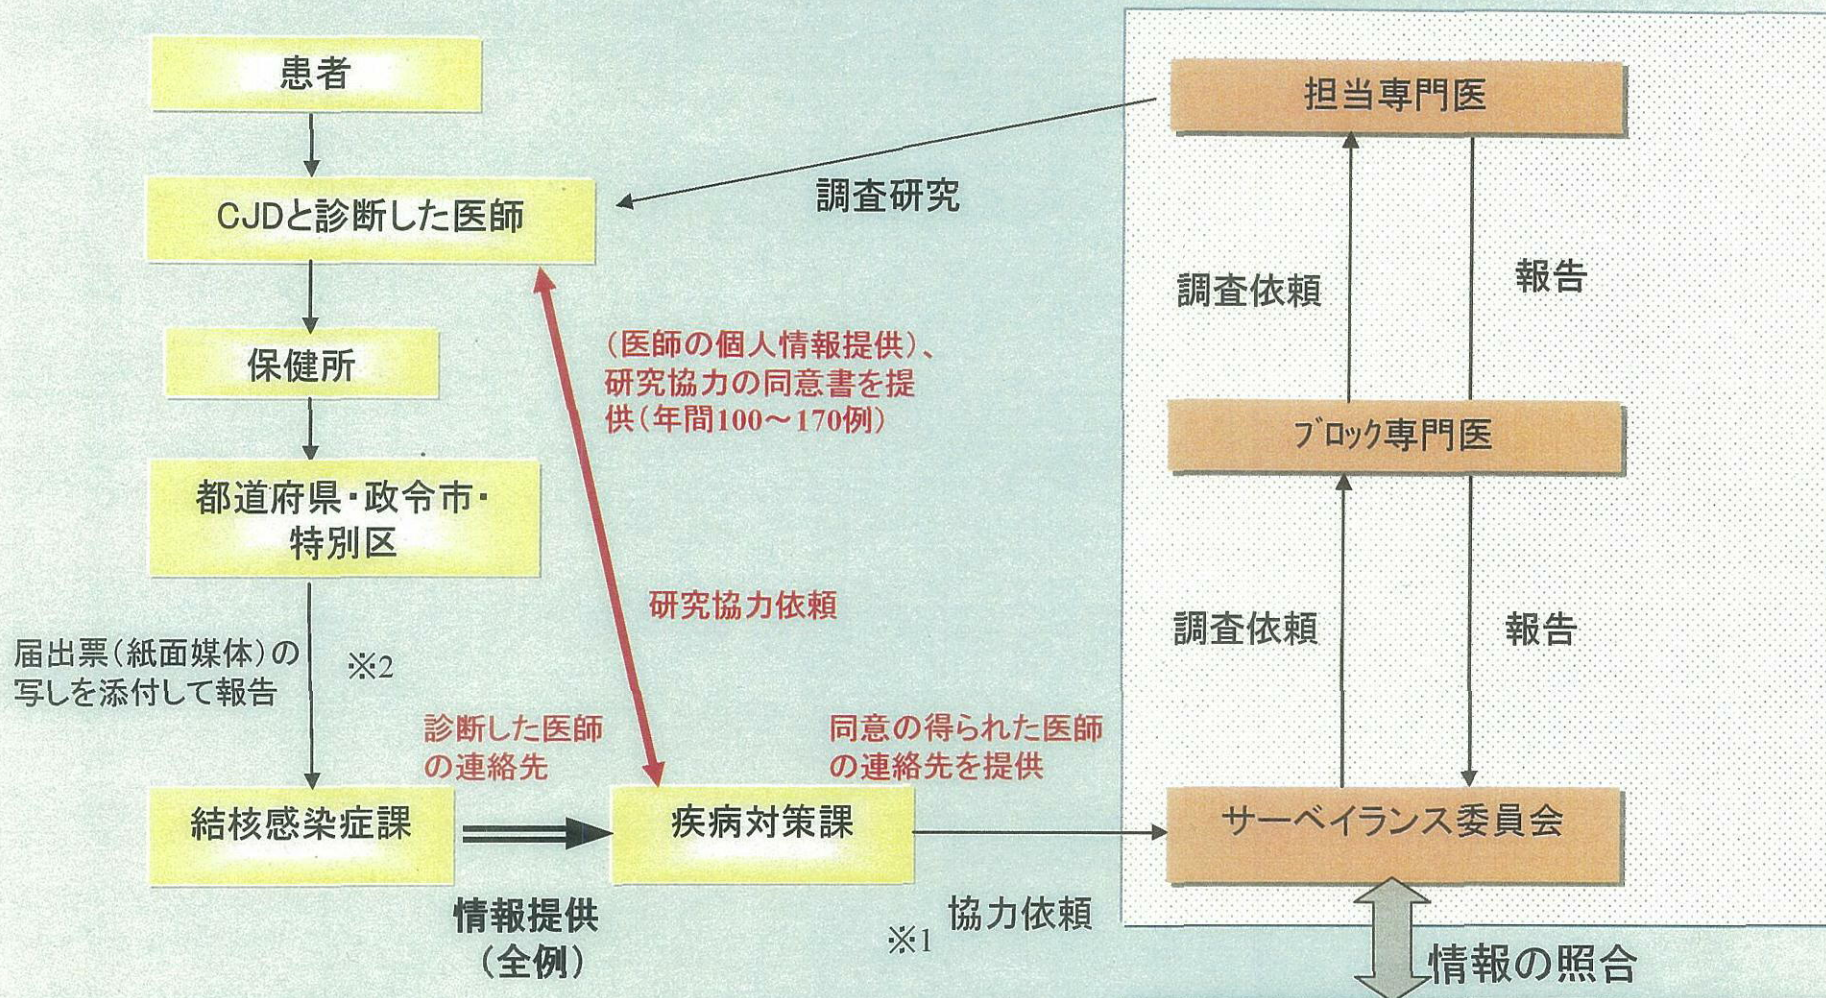 患者
CJDと診断した医師
保健所
都道府県・政令市・
特別区
届出票(紙面媒体)の
写しを添付して報告
※2
結核感染症課
診断した医師
の連絡先
情報提供
(全例)
(医師の個人情報提供)、
研究協力の同意書を提
供(年間100～170例)
研究協力依頼
疾病対策課
同意の得られた医師
の連絡先を提供
※1
協力依頼
調査研究
担当専門医
調査依頼
報告
ブロック専門医
調査依頼
報告
サーベイランス委員会
情報の照合